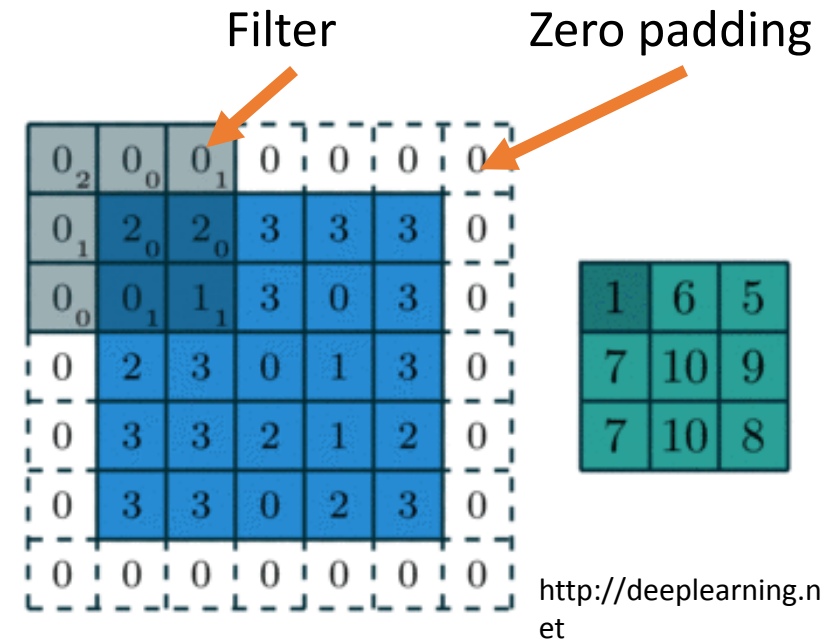 Filter Zero padding
0₂ 0₀ 0₁ 0 0 0 0
0₁ 2₀ 2₀ 3 3 3 0
0₀ 0₁ 1₁ 3 0 3 0
0 2 3 0 1 3 0
0 3 3 2 1 2 0
0 3 3 0 2 3 0
0 0 0 0 0 0 0
1 6 5
7 10 9
7 10 8
http://deeplearning.n
et